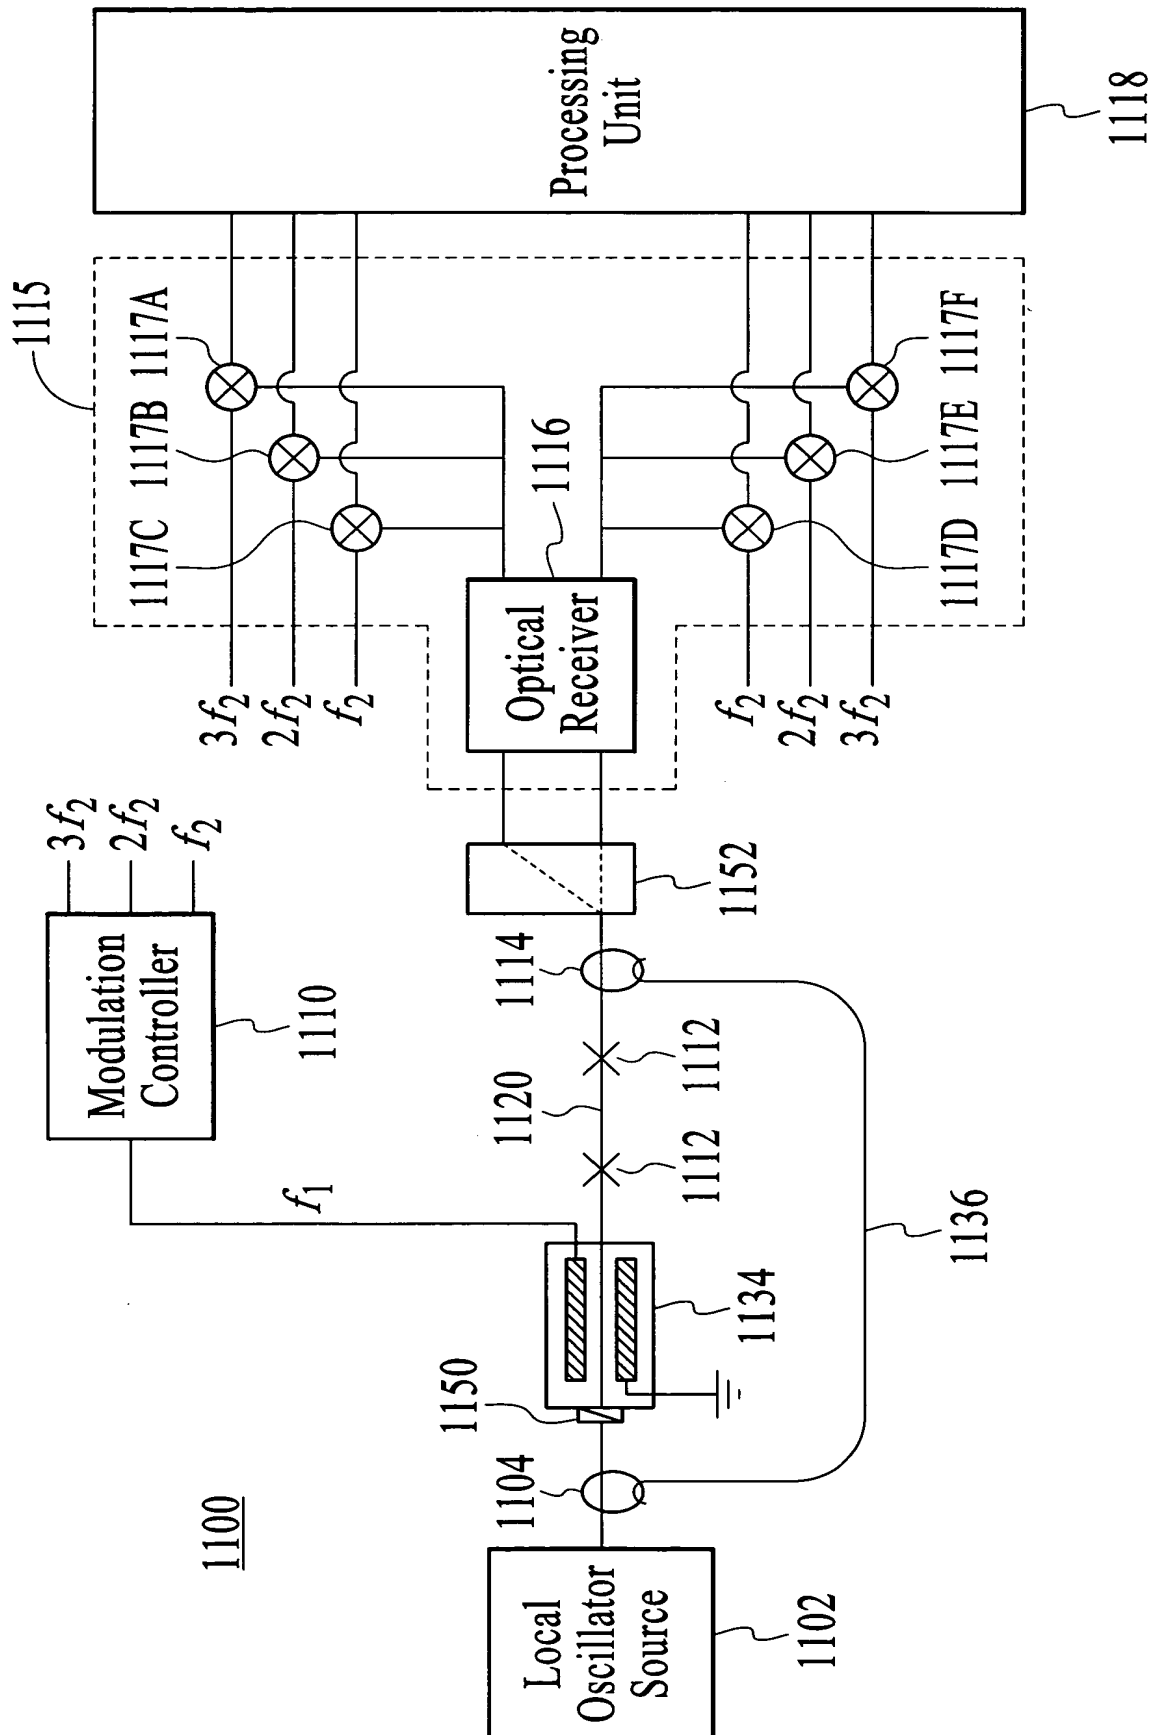 1100
Local
Oscillator
Source
1102
1104
1150
1134
1136
f1
Modulation
Controller
1110
3f2
2f2
f2
1112
1120
1112
1114
1152
Optical
Receiver
1116
3f2
2f2
f2
f2
2f2
3f2
1115
1117C
1117B
1117A
1117D
1117E
1117F
Processing
Unit
1118